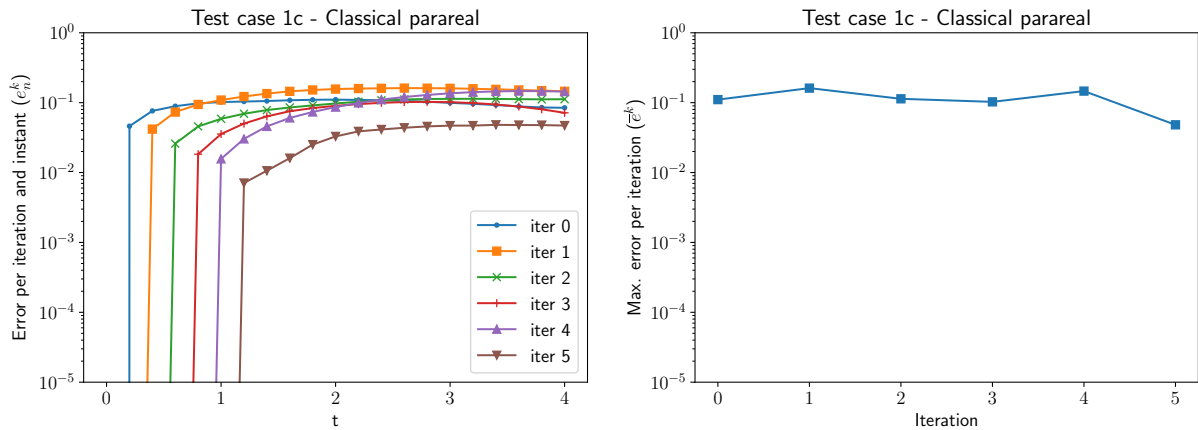 Test case 1c - Classical parareal
Error per iteration and instant (e_n^k)
10^0
10^-1
10^-2
10^-3
10^-4
10^-5
0
1
2
3
4
t
iter 0
iter 1
iter 2
iter 3
iter 4
iter 5
Test case 1c - Classical parareal
Max. error per iteration (e̅^k)
10^0
10^-1
10^-2
10^-3
10^-4
10^-5
0
1
2
3
4
5
Iteration